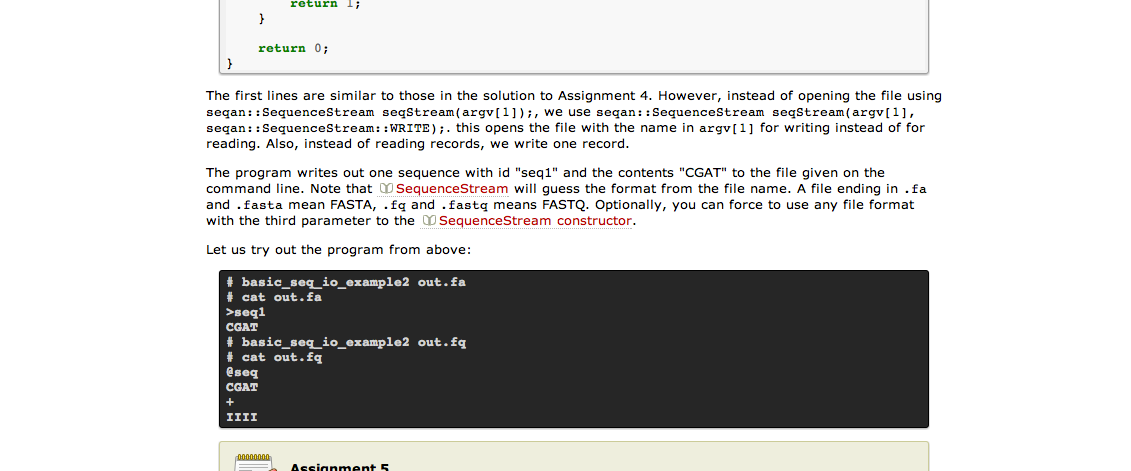 return 1;
}
return 0;
}
The first lines are similar to those in the solution to Assignment 4. However, instead of opening the file using
seqan::SequenceStream seqStream(argv[1]);, we use seqan::SequenceStream seqStream(argv[1],
seqan::SequenceStream::WRITE);. this opens the file with the name in argv[1] for writing instead of for
reading. Also, instead of reading records, we write one record.
The program writes out one sequence with id "seq1" and the contents "CGAT" to the file given on the
command line. Note that SequenceStream will guess the format from the file name. A file ending in .fa
and .fasta mean FASTA, .fq and .fastq means FASTQ. Optionally, you can force to use any file format
with the third parameter to the SequenceStream constructor.
Let us try out the program from above:
# basic_seq_io_example2 out.fa
# cat out.fa
>seq1
CGAT
# basic_seq_io_example2 out.fq
# cat out.fq
@seq
CGAT
+
IIII
Assignment 5